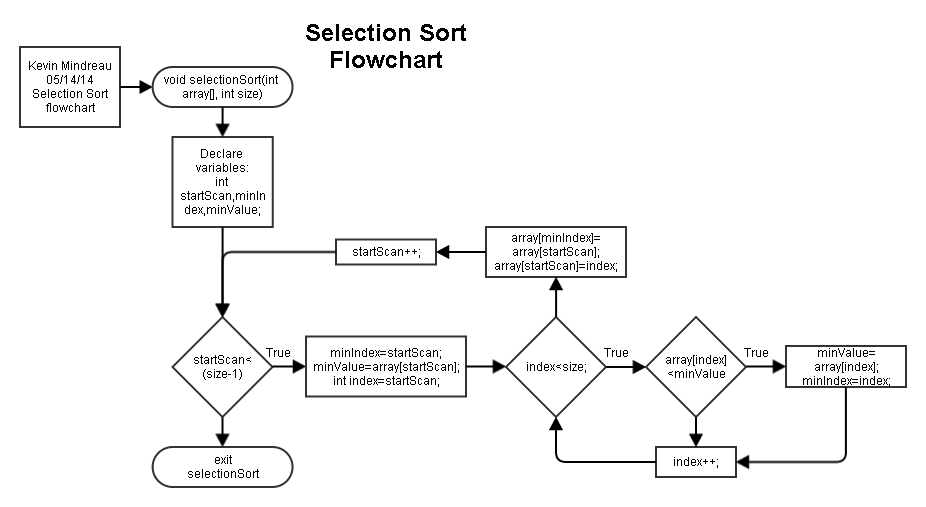 Selection Sort
Flowchart
Kevin Mindreau
05/14/14
Selection Sort
flowchart
void selectionSort(int
array[], int size)
Declare
variables:
int
startScan,minIn
dex,minValue;
startScan++;
array[minIndex]=
array[startScan];
array[startScan]=index;
startScan<
(size-1)
True
minIndex=startScan;
minValue=array[startScan];
int index=startScan;
index<size;
True
array[index]
<minValue
True
minValue=
array[index];
minIndex=index;
index++;
exit
selectionSort